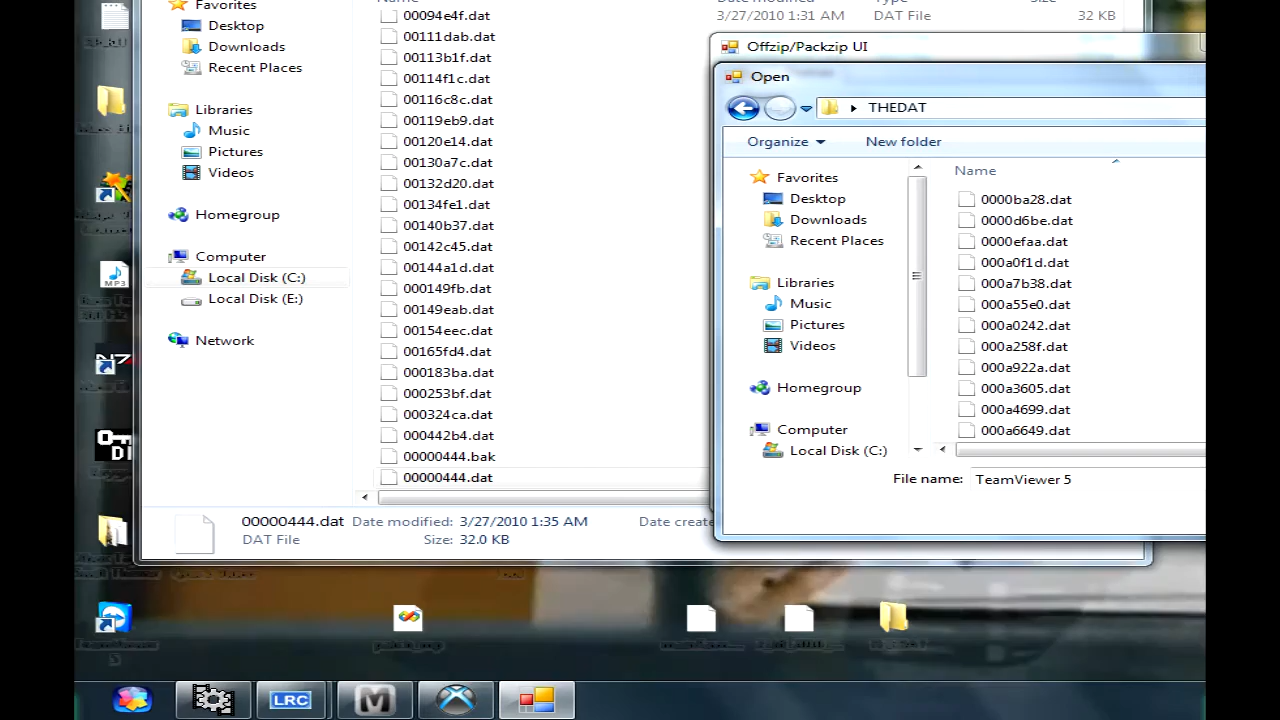 Favorites
Desktop
Downloads
Recent Places
Libraries
Music
Pictures
Videos
Homegroup
Computer
Local Disk (C:)
Local Disk (E:)
Network
00094e4f.dat 3/27/2010 1:31 AM DAT File 32 KB
00111dab.dat
00113b1f.dat
00114f1c.dat
00116c8c.dat
00119eb9.dat
00120e14.dat
00130a7c.dat
00132d20.dat
00134fe1.dat
00140b37.dat
00142c45.dat
00144a1d.dat
000149fb.dat
00149eab.dat
00154eec.dat
00165fd4.dat
000183ba.dat
000253bf.dat
000324ca.dat
000442b4.dat
00000444.bak
00000444.dat
00000444.dat Date modified: 3/27/2010 1:35 AM Date create
DAT File Size: 32.0 KB
Offzip/Packzip UI
Open
THEDAT
Organize New folder
Favorites
Desktop
Downloads
Recent Places
Libraries
Music
Pictures
Videos
Homegroup
Computer
Local Disk (C:)
Name
0000ba28.dat
0000d6be.dat
0000efaa.dat
000a0f1d.dat
000a7b38.dat
000a55e0.dat
000a0242.dat
000a258f.dat
000a922a.dat
000a3605.dat
000a4699.dat
000a6649.dat
File name: TeamViewer 5
MP3
N7
LRC